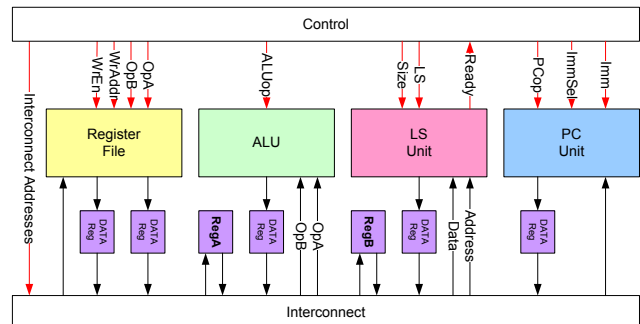 Control
Interconnect Addresses
WrEn
WrAddr
OpB
OpA
ALUop
Size
LS
Ready
PCop
ImmSel
Imm
Register
File
ALU
LS
Unit
PC
Unit
DATA
Reg
DATA
Reg
RegA
DATA
Reg
OpB
OpA
RegB
DATA
Reg
Data
Address
DATA
Reg
Interconnect